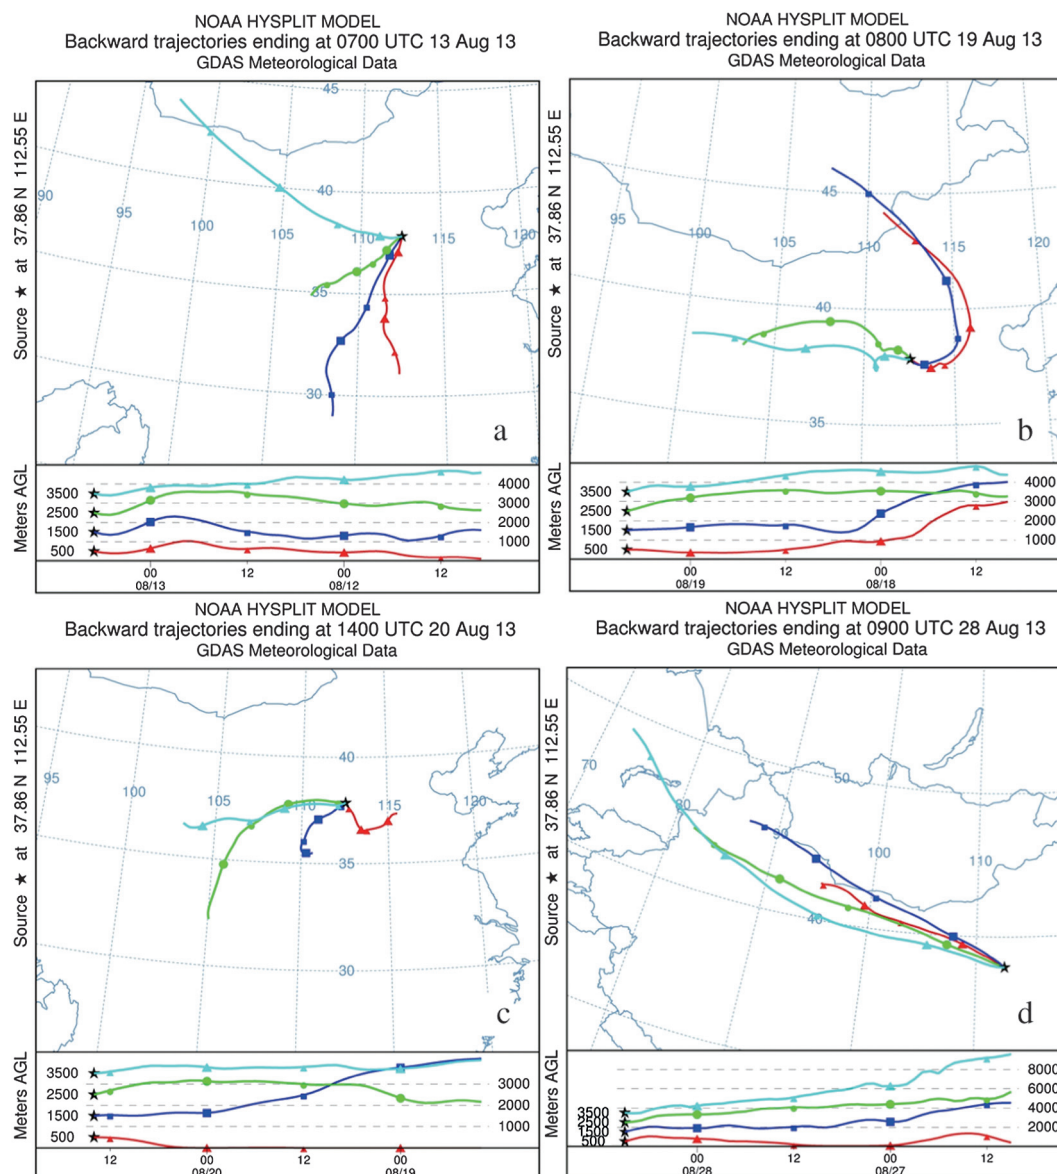 NOAA HYSPLIT MODEL
Backward trajectories ending at 0700 UTC 13 Aug 13
GDAS Meteorological Data
Source ★ at 37.86 N 112.55 E
45
40
90
95
100
105
110
115
120
35
30
a
Meters AGL
3500
2500
1500
500
4000
3000
2000
1000
00 12 00 12
08/13 08/12
NOAA HYSPLIT MODEL
Backward trajectories ending at 0800 UTC 19 Aug 13
GDAS Meteorological Data
Source ★ at 37.86 N 112.55 E
45
95
100
105
110
115
120
40
35
b
Meters AGL
3500
2500
1500
500
4000
3000
2000
1000
00 12 00 12
08/19 08/18
NOAA HYSPLIT MODEL
Backward trajectories ending at 1400 UTC 20 Aug 13
GDAS Meteorological Data
Source ★ at 37.86 N 112.55 E
40
95
100
105
110
115
120
35
30
c
Meters AGL
3500
2500
1500
500
3000
2000
1000
12 00 12 00
08/20 08/19
NOAA HYSPLIT MODEL
Backward trajectories ending at 0900 UTC 28 Aug 13
GDAS Meteorological Data
Source ★ at 37.86 N 112.55 E
70
50
80
90
100
110
40
d
Meters AGL
3500
2500
1500
500
8000
6000
4000
2000
00 12 00 12
08/28 08/27